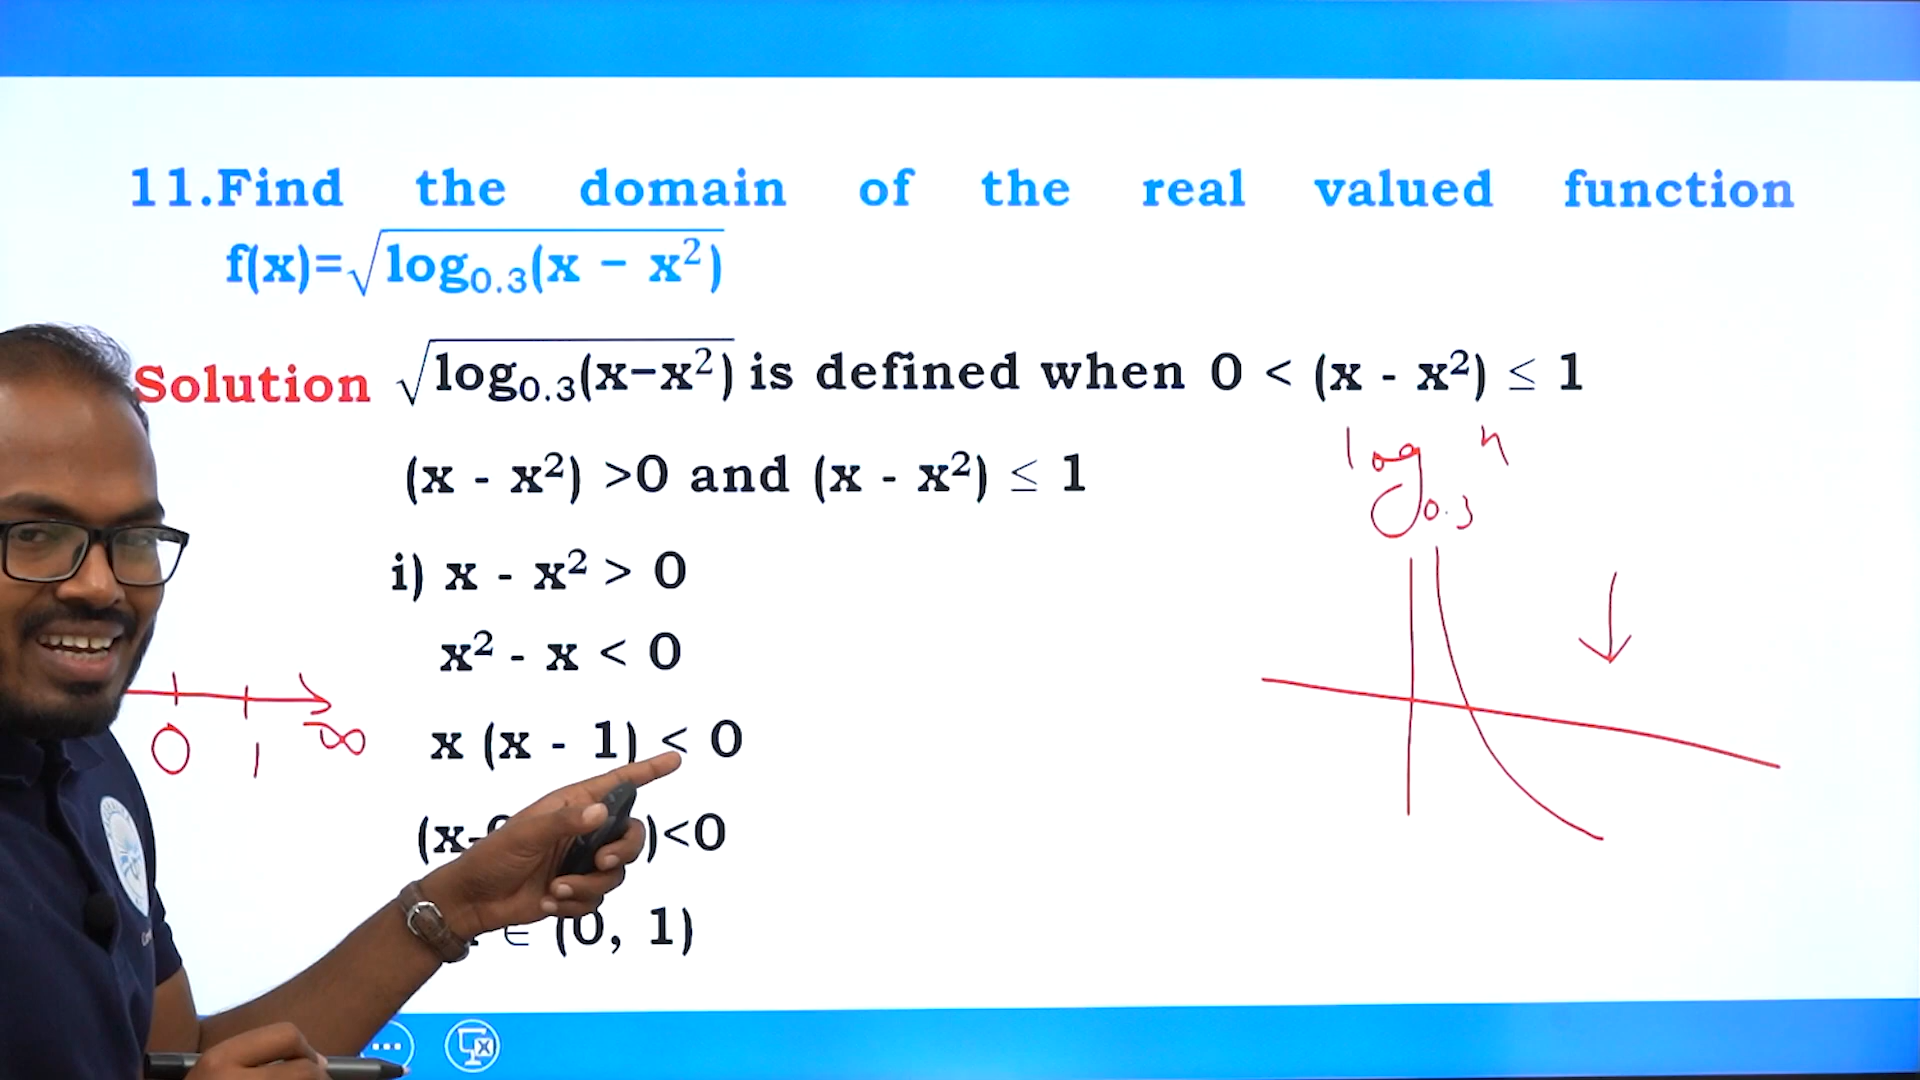 11.Find the domain of the real valued function
f(x)=√log₀.₃(x − x²)
Solution √log₀.₃(x−x²) is defined when 0 < (x - x²) ≤ 1
(x - x²) >0 and (x - x²) ≤ 1
log₀.₃
i) x - x² > 0
x² - x < 0
x (x - 1) < 0
0 1 ∞
)<0
∈ (0, 1)